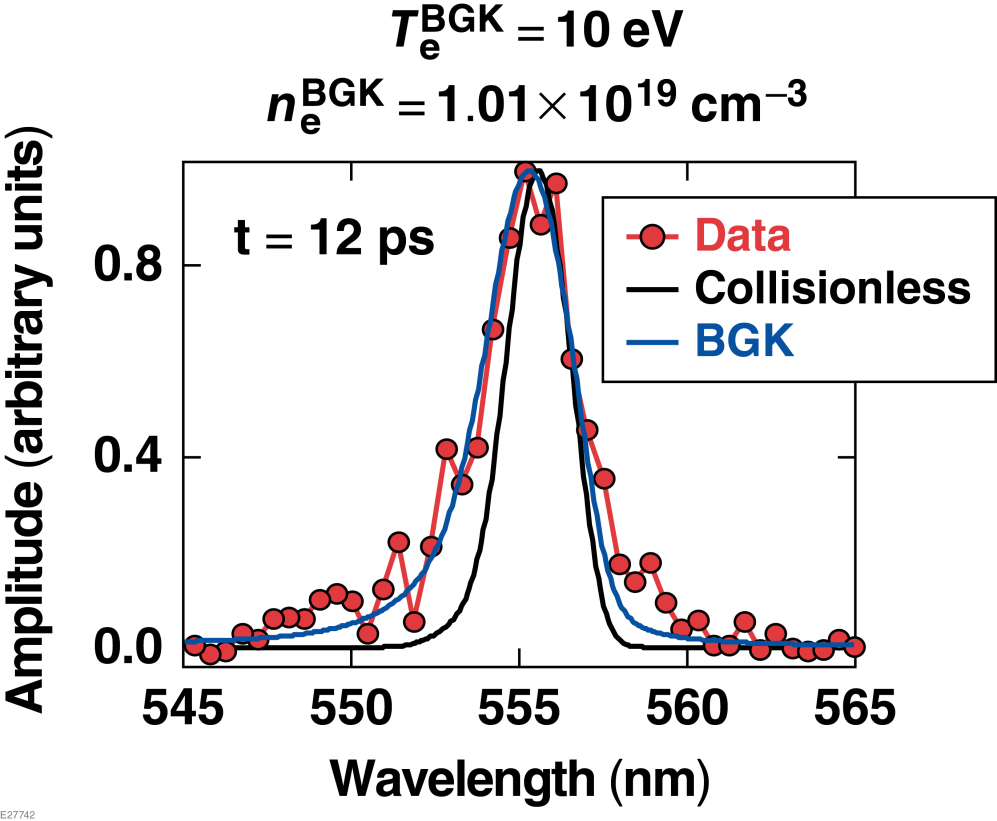 T_e^BGK = 10 eV
n_e^BGK = 1.01 × 10^19 cm^−3
Amplitude (arbitrary units)
t = 12 ps
Data
Collisionless
BGK
0.8
0.4
0.0
545 550 555 560 565
Wavelength (nm)
E27742